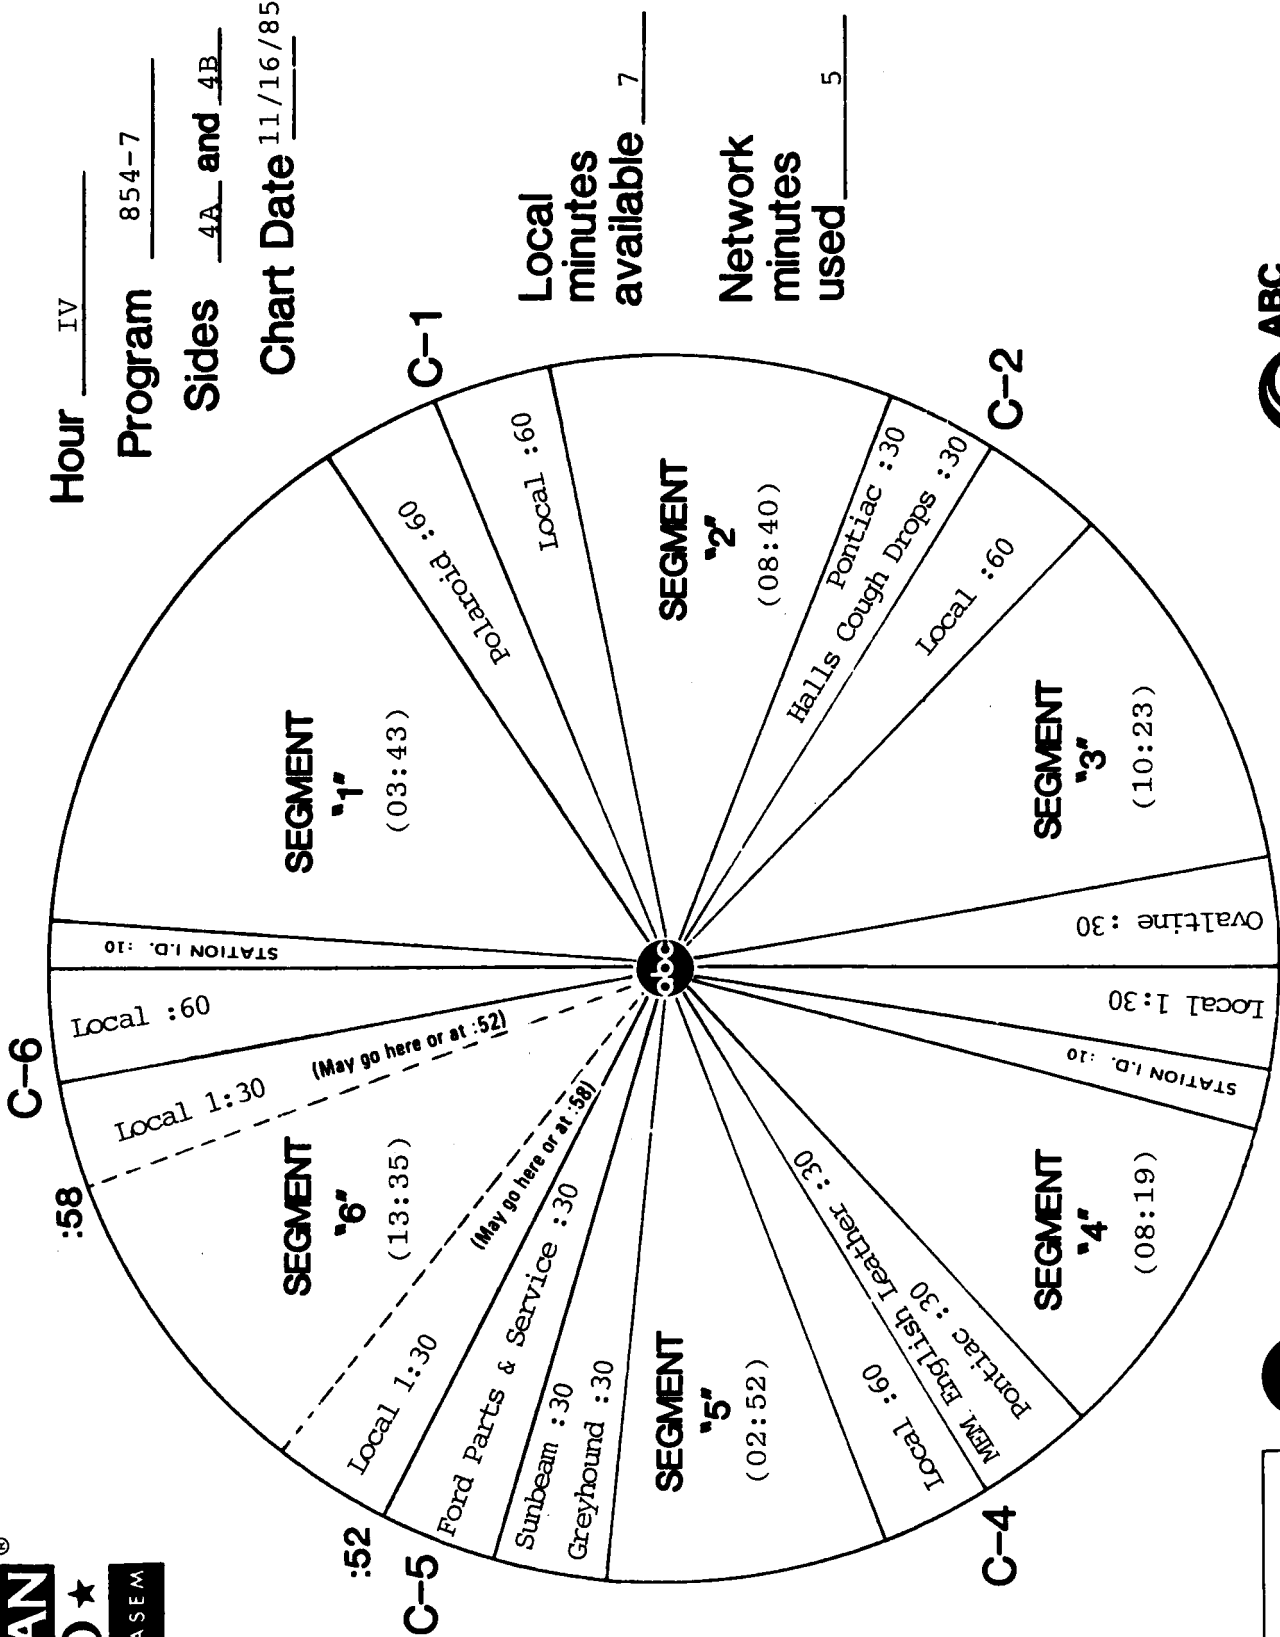 AN®
ASEM
Hour IV
Program 854-7
Sides 4A and 4B
Chart Date 11/16/85
Local
minutes
available 7
Network
minutes
used 5
ABC
abc
STATION I.D. :10
SEGMENT
"1"
(03:43)
Polaroid :60
C-1
Local :60
SEGMENT
"2"
(08:40)
Pontiac :30
Halls Cough Drops :30
C-2
Local :60
SEGMENT
"3"
(10:23)
Ovaltine :30
Local 1:30
STATION I.D. :10
SEGMENT
"4"
(08:19)
Pontiac :30
MEM. English Leather :30
C-4
Local :60
SEGMENT
"5"
(02:52)
Greyhound :30
Sunbeam :30
Ford Parts & Service :30
C-5
:52
Local 1:30
(May go here or at :58)
SEGMENT
"6"
(13:35)
:58
Local 1:30
(May go here or at :52)
C-6
Local :60